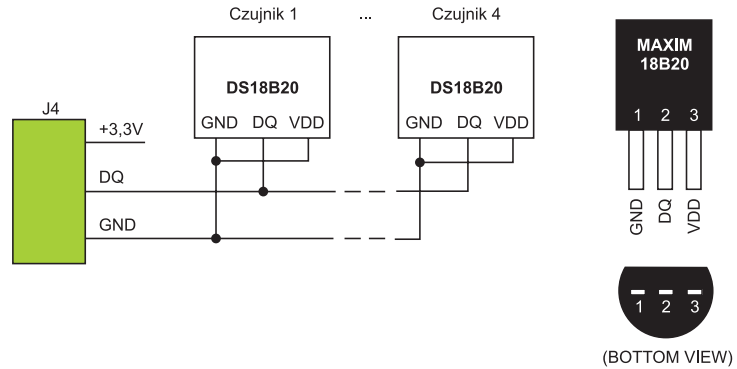 Czujnik 1 ... Czujnik 4
DS18B20
GND DQ VDD
DS18B20
GND DQ VDD
J4
+3,3V
DQ
GND
MAXIM
18B20
1 2 3
GND
DQ
VDD
1 2 3
(BOTTOM VIEW)